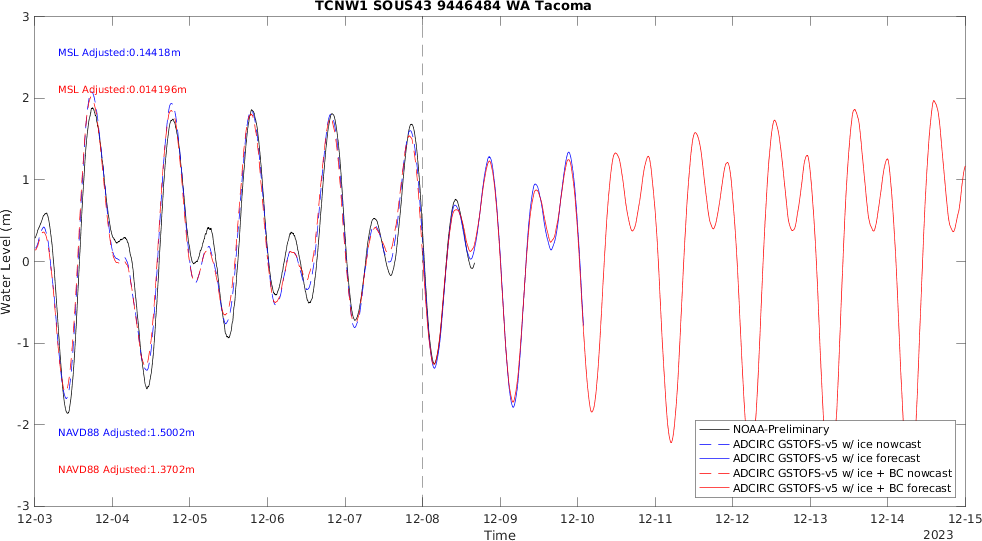 TCNW1 SOUS43 9446484 WA Tacoma
3
MSL Adjusted:0.14418m
MSL Adjusted:0.014196m
2
1
0
-1
-2
-3
Water Level (m)
NAVD88 Adjusted:1.5002m
NAVD88 Adjusted:1.3702m
NOAA-Preliminary
ADCIRC GSTOFS-v5 w/ ice nowcast
ADCIRC GSTOFS-v5 w/ ice forecast
ADCIRC GSTOFS-v5 w/ ice + BC nowcast
ADCIRC GSTOFS-v5 w/ ice + BC forecast
12-03 12-04 12-05 12-06 12-07 12-08 12-09 12-10 12-11 12-12 12-13 12-14 12-15
Time
2023